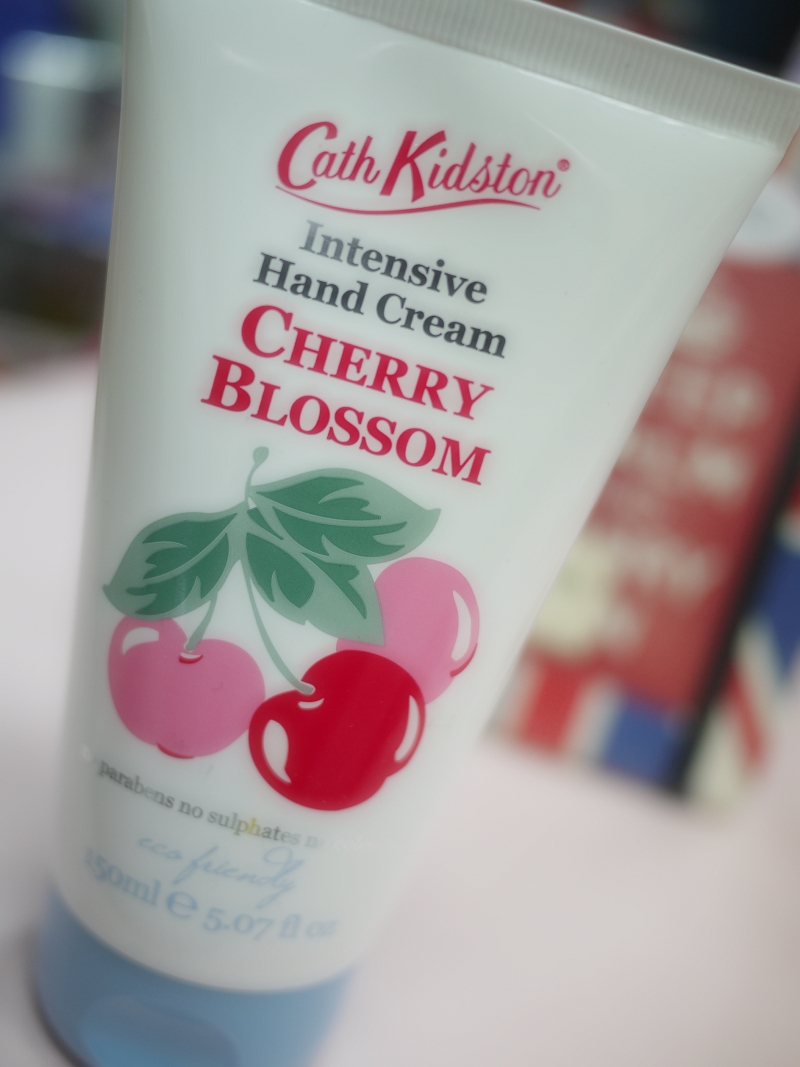 Cath Kidston®
Intensive
Hand Cream
CHERRY
BLOSSOM
parabens no sulphates
eco friendly
150ml e 5.07 fl oz